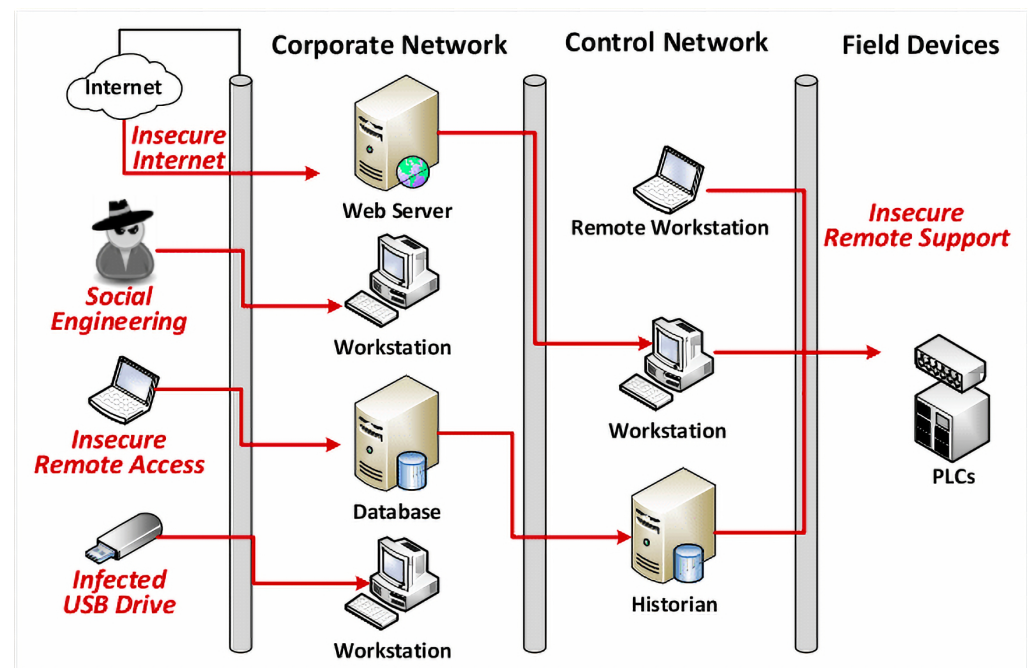 Corporate Network
Control Network
Field Devices
Internet
Insecure
Internet
Web Server
Remote Workstation
Insecure
Remote Support
Social
Engineering
Workstation
Workstation
Insecure
Remote Access
Database
PLCs
Infected
USB Drive
Historian
Workstation